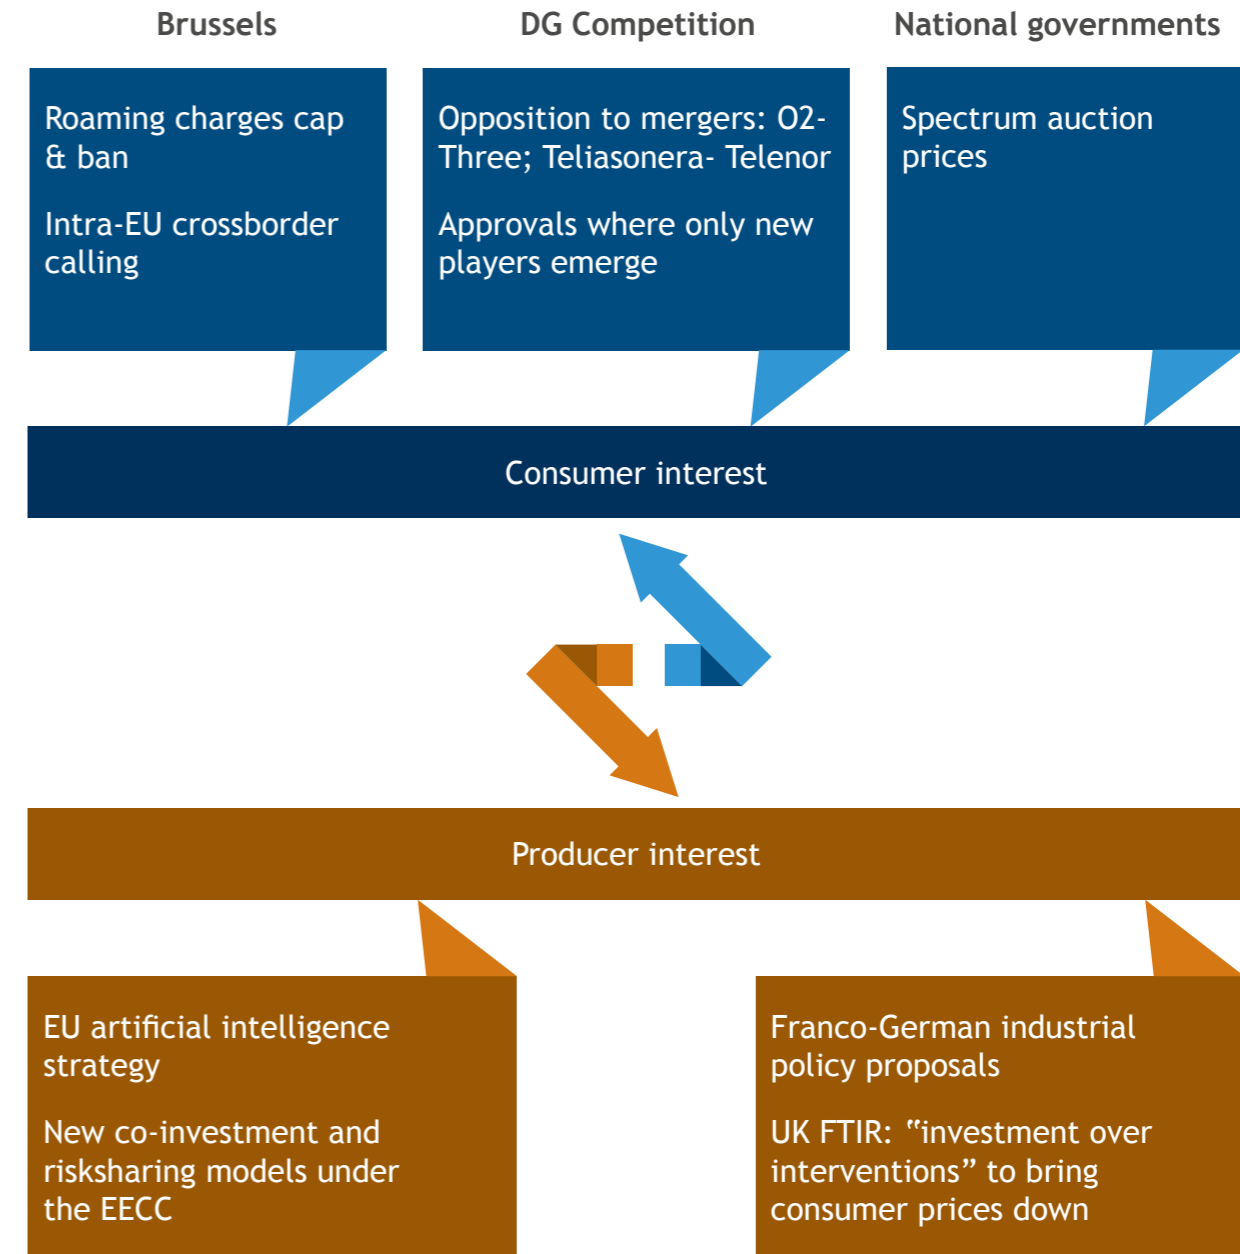 Brussels
DG Competition
National governments
Roaming charges cap
& ban
Intra-EU crossborder
calling
Opposition to mergers: O2-
Three; Teliasonera- Telenor
Approvals where only new
players emerge
Spectrum auction
prices
Consumer interest
Producer interest
EU artificial intelligence
strategy
New co-investment and
risksharing models under
the EECC
Franco-German industrial
policy proposals
UK FTIR: “investment over
interventions” to bring
consumer prices down